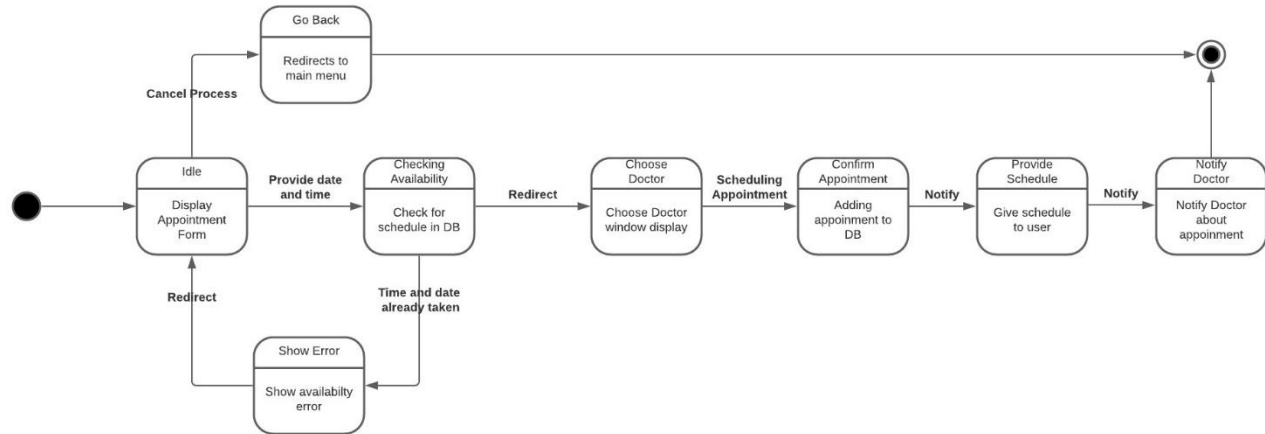 Go Back
Redirects to
main menu
Cancel Process
Idle
Display
Appointment
Form
Provide date
and time
Checking
Availability
Check for
schedule in DB
Redirect
Choose
Doctor
Choose Doctor
window display
Scheduling
Appointment
Confirm
Appointment
Adding
appoinment to
DB
Notify
Provide
Schedule
Give schedule
to user
Notify
Notify
Doctor
Notify Doctor
about
appoinment
Redirect
Time and date
already taken
Show Error
Show availabilty
error